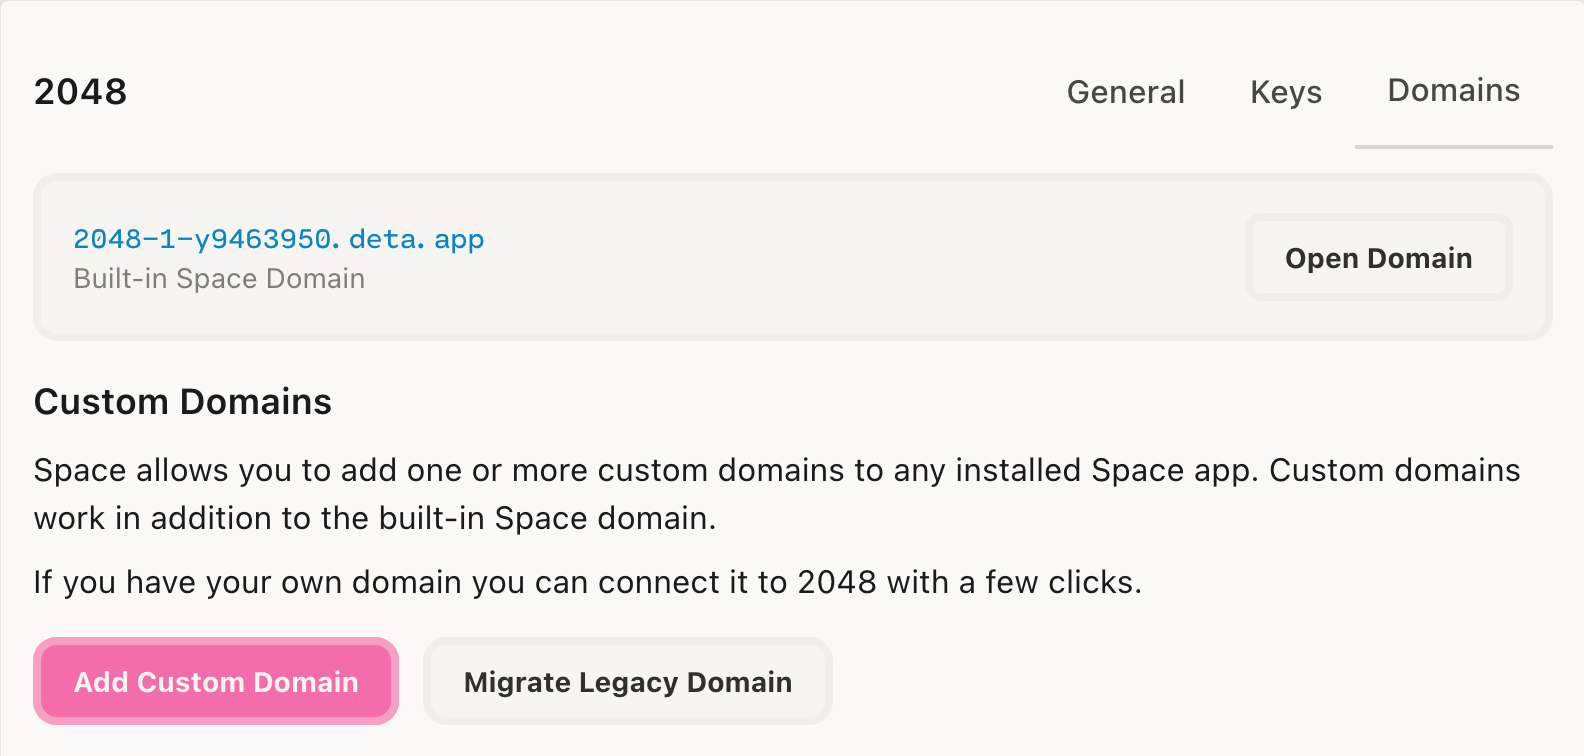 2048
General
Keys
Domains
2048-1-y9463950.deta.app
Built-in Space Domain
Open Domain
Custom Domains
Space allows you to add one or more custom domains to any installed Space app. Custom domains
work in addition to the built-in Space domain.
If you have your own domain you can connect it to 2048 with a few clicks.
Add Custom Domain
Migrate Legacy Domain